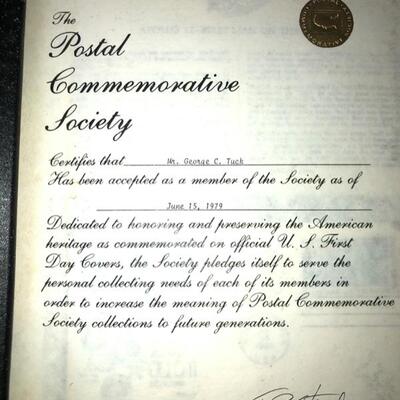 The
Postal
Commemorative
Society
Certifies that Mr. George C. Tuck
Has been accepted as a member of the Society as of
June 15, 1979
Dedicated to honoring and preserving the American
heritage as commemorated on official U. S. First
Day Covers, the Society pledges itself to serve the
personal collecting needs of each of its members in
order to increase the meaning of Postal Commemorative
Society collections to future generations.